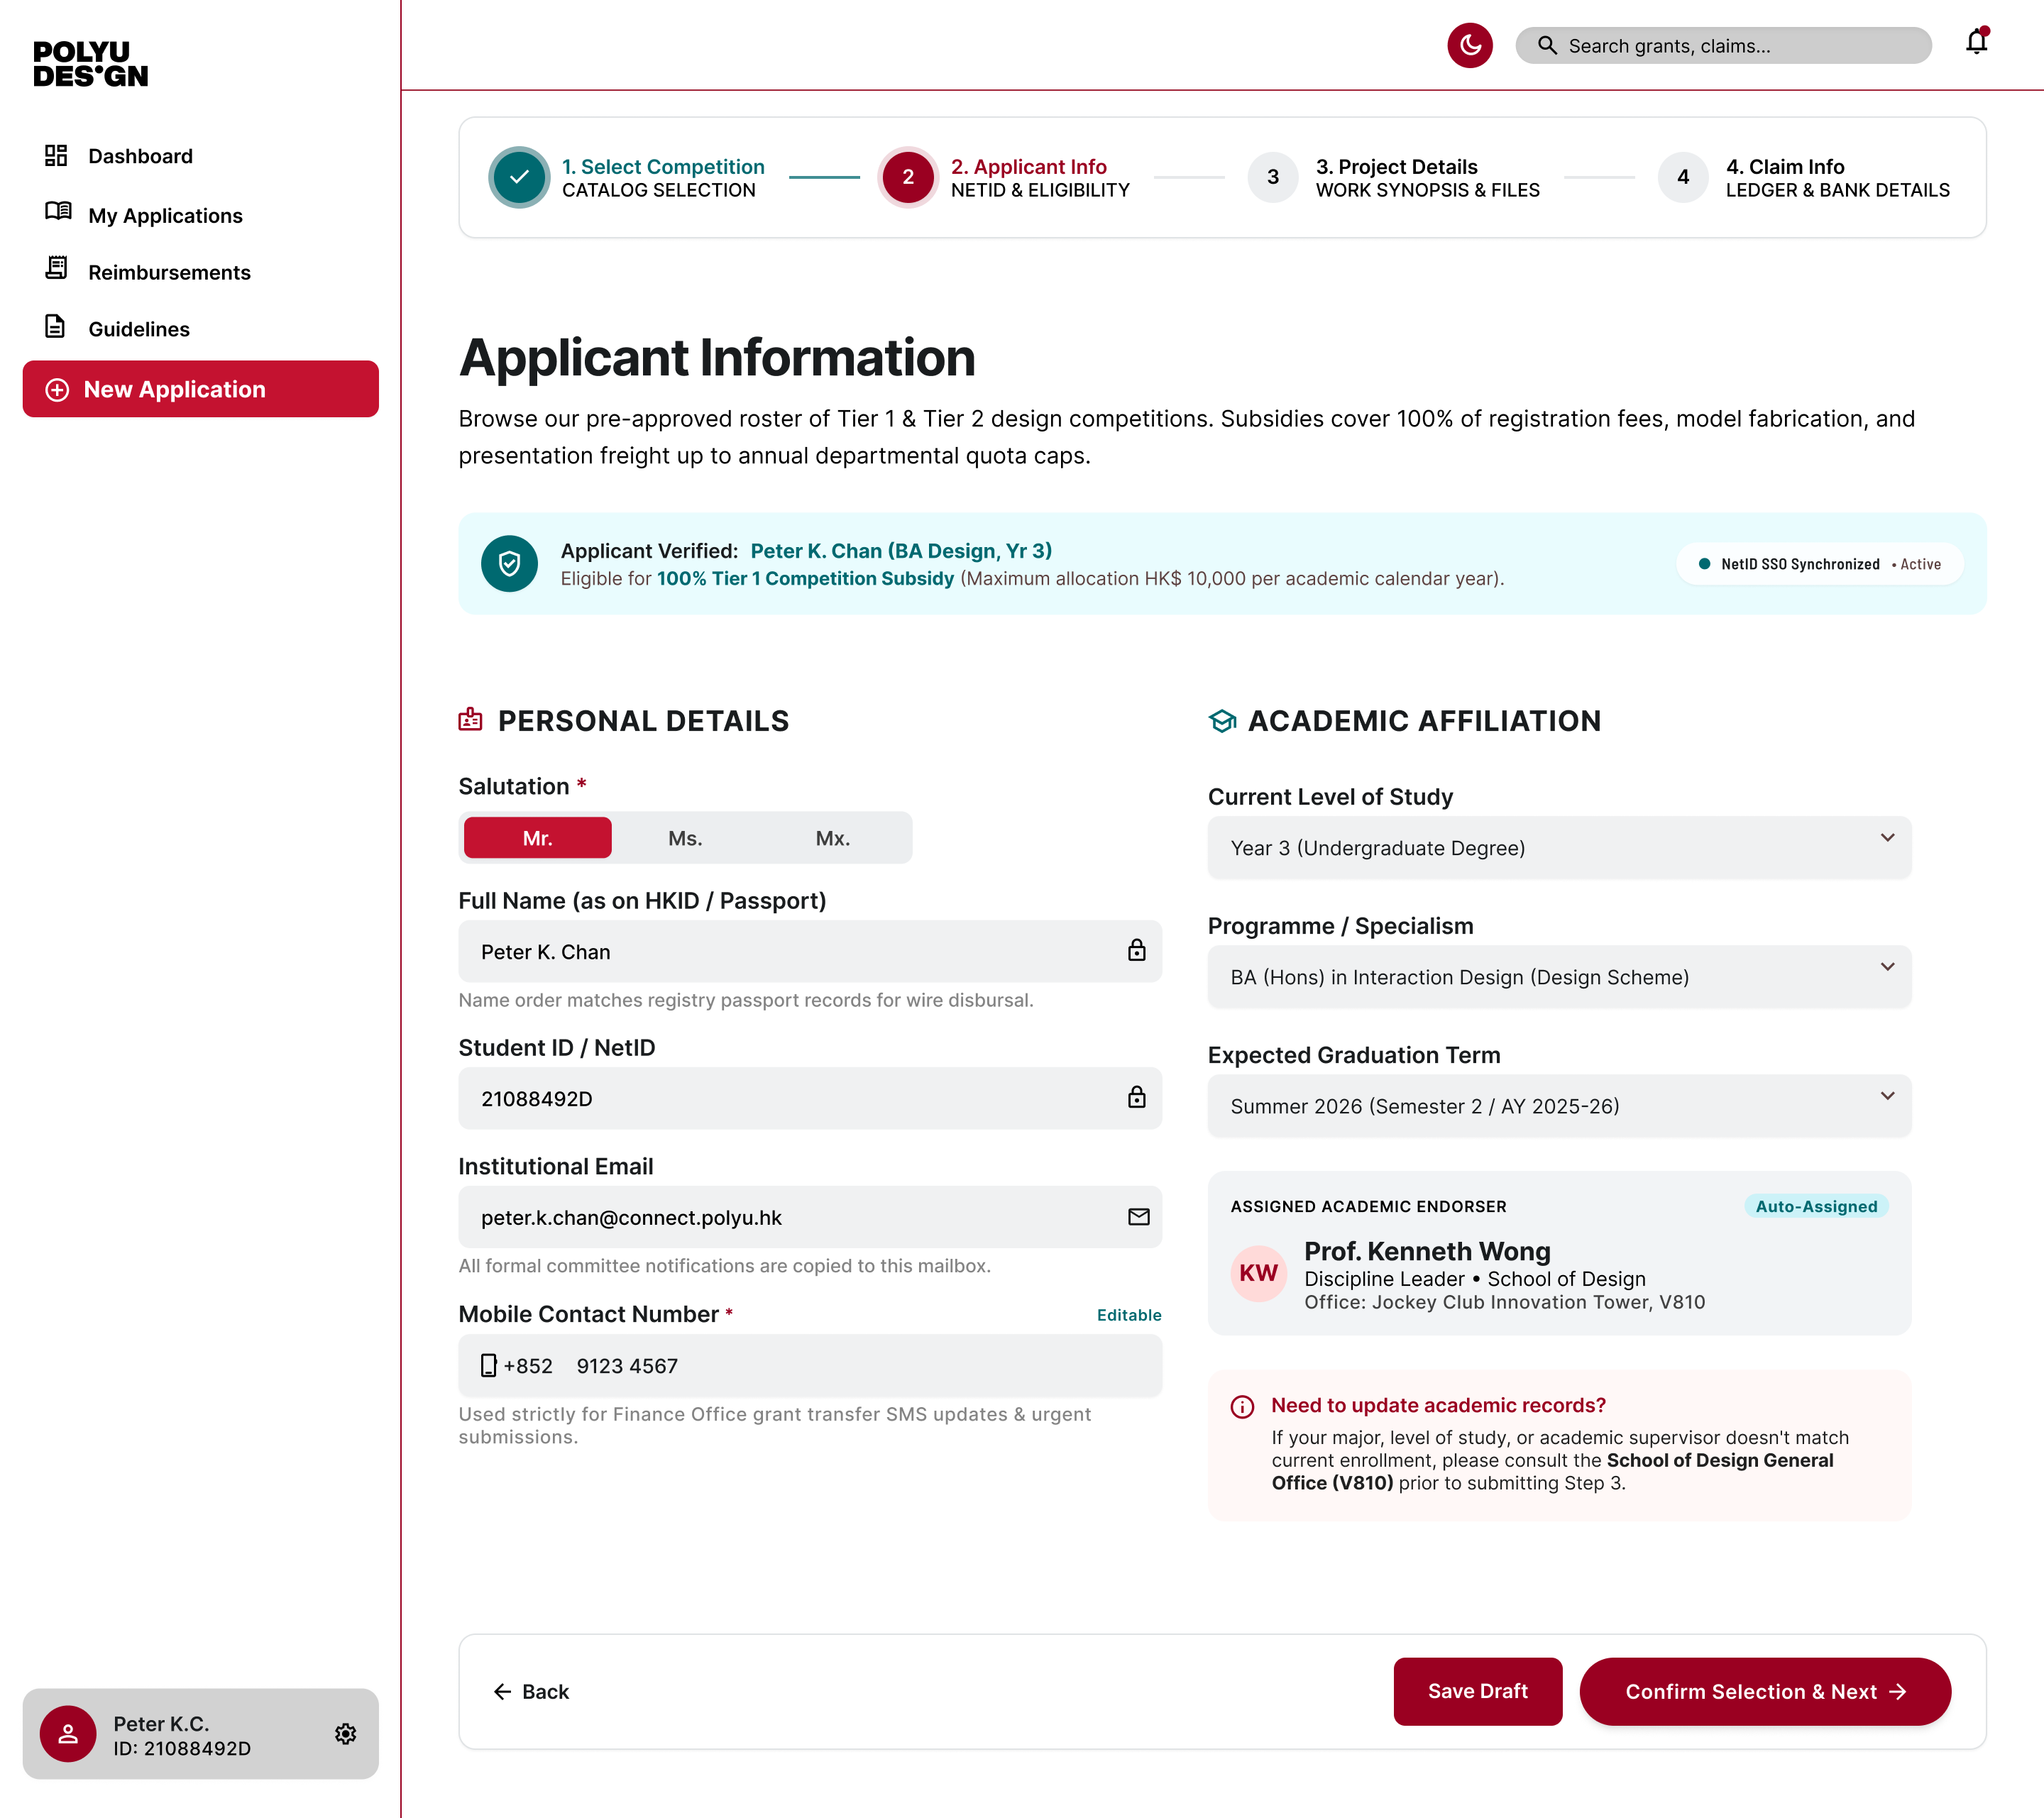 POLYU
DES•GN
Search grants, claims...
Dashboard
My Applications
Reimbursements
Guidelines
New Application
1. Select Competition
CATALOG SELECTION
2
2. Applicant Info
NETID & ELIGIBILITY
3
3. Project Details
WORK SYNOPSIS & FILES
4
4. Claim Info
LEDGER & BANK DETAILS
Applicant Information
Browse our pre-approved roster of Tier 1 & Tier 2 design competitions. Subsidies cover 100% of registration fees, model fabrication, and
presentation freight up to annual departmental quota caps.
Applicant Verified: Peter K. Chan (BA Design, Yr 3)
Eligible for 100% Tier 1 Competition Subsidy (Maximum allocation HK$ 10,000 per academic calendar year).
NetID SSO Synchronized • Active
PERSONAL DETAILS
Salutation *
Mr. Ms. Mx.
Full Name (as on HKID / Passport)
Peter K. Chan
Name order matches registry passport records for wire disbursal.
Student ID / NetID
21088492D
Institutional Email
peter.k.chan@connect.polyu.hk
All formal committee notifications are copied to this mailbox.
Mobile Contact Number * Editable
+852 9123 4567
Used strictly for Finance Office grant transfer SMS updates & urgent
submissions.
ACADEMIC AFFILIATION
Current Level of Study
Year 3 (Undergraduate Degree)
Programme / Specialism
BA (Hons) in Interaction Design (Design Scheme)
Expected Graduation Term
Summer 2026 (Semester 2 / AY 2025-26)
ASSIGNED ACADEMIC ENDORSER Auto-Assigned
KW
Prof. Kenneth Wong
Discipline Leader • School of Design
Office: Jockey Club Innovation Tower, V810
Need to update academic records?
If your major, level of study, or academic supervisor doesn't match
current enrollment, please consult the School of Design General
Office (V810) prior to submitting Step 3.
Back
Save Draft
Confirm Selection & Next
Peter K.C.
ID: 21088492D